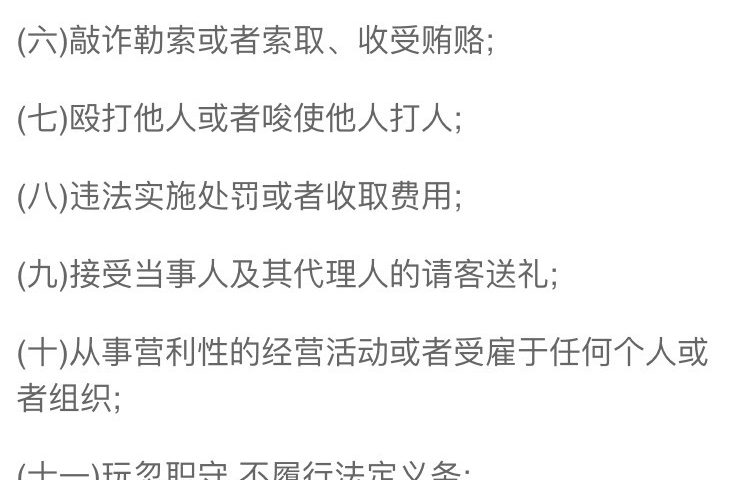 (六)敲诈勒索或者索取、收受贿赂;
(七)殴打他人或者唆使他人打人;
(八)违法实施处罚或者收取费用;
(九)接受当事人及其代理人的请客送礼;
(十)从事营利性的经营活动或者受雇于任何个人或
者组织;
(十一)玩忽职守,不履行法定义务;